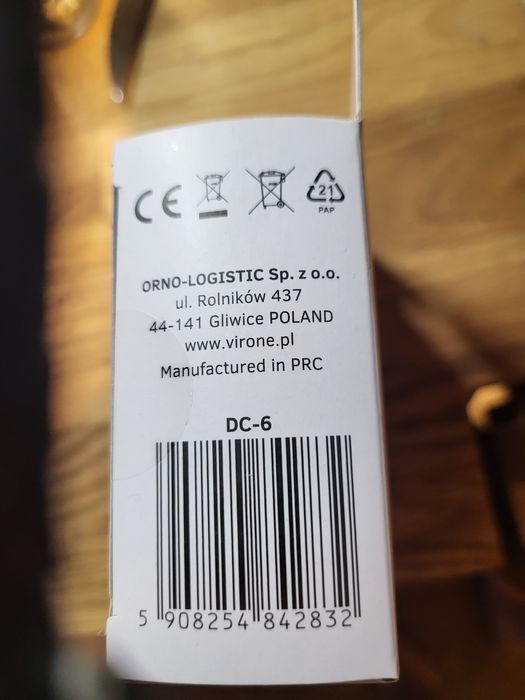 CE
21
PAP
ORNO-LOGISTIC Sp. z o.o.
ul. Rolników 437
44-141 Gliwice POLAND
www.virone.pl
Manufactured in PRC
DC-6
5 908254 842832